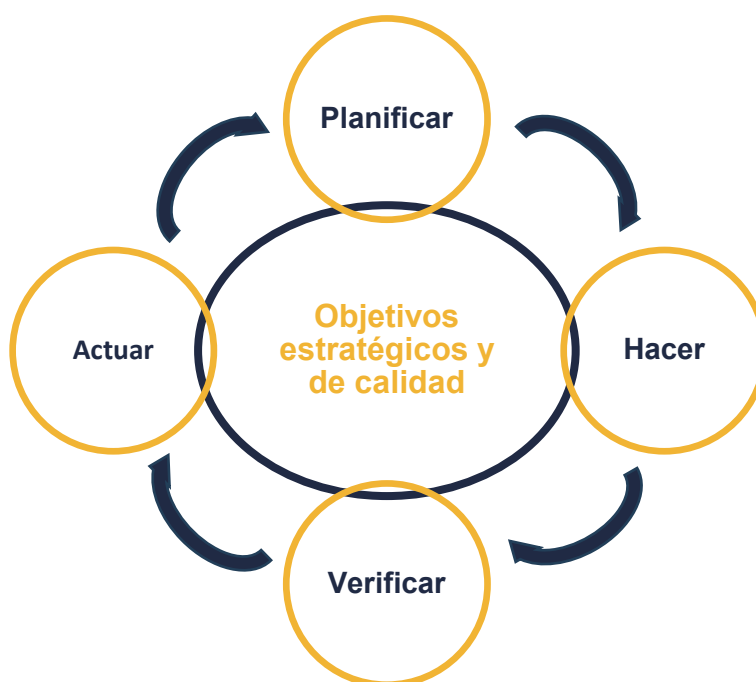 Planificar
Objetivos
estratégicos y
de calidad
Actuar
Hacer
Verificar